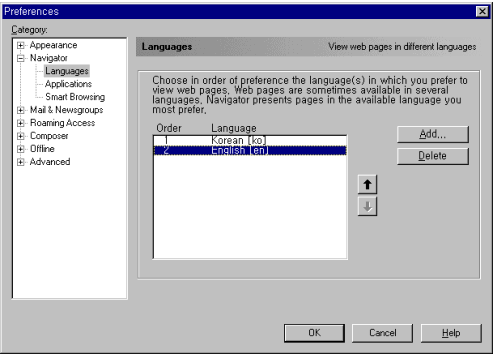 Preferences
Category:
Appearance
Navigator
Languages
Applications
Smart Browsing
Mail & Newsgroups
Roaming Access
Composer
Offline
Advanced
Languages
View web pages in different languages
Choose in order of preference the language(s) in which you prefer to
view web pages. Web pages are sometimes available in several
languages. Navigator presents pages in the available language you
most prefer.
Order Language
1 Korean [ko]
2 English [en]
Add...
Delete
OK
Cancel
Help